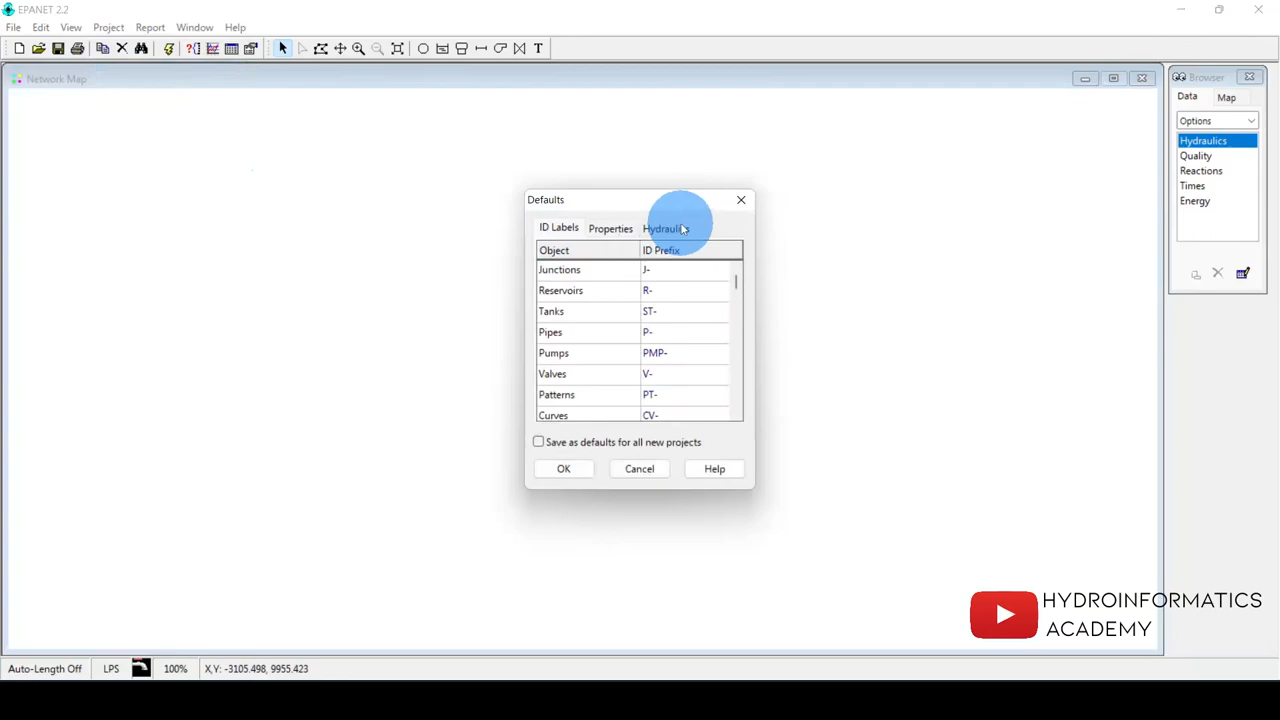 EPANET 2.2
File Edit View Project Report Window Help
T
Network Map
Browser
Data Map
Options
Hydraulics
Quality
Reactions
Times
Energy
Defaults
ID Labels Properties Hydraulics
Object ID Prefix
Junctions J-
Reservoirs R-
Tanks ST-
Pipes P-
Pumps PMP-
Valves V-
Patterns PT-
Curves CV-
Save as defaults for all new projects
OK Cancel Help
HYDROINFORMATICS
ACADEMY
Auto-Length Off LPS 100% X,Y: -3105.498, 9955.423